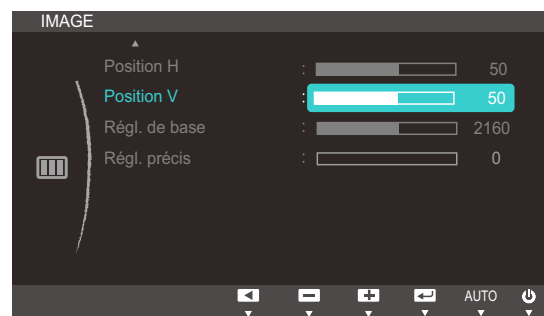 IMAGE
Position H : 50
Position V : 50
Régl. de base : 2160
Régl. précis : 0
AUTO